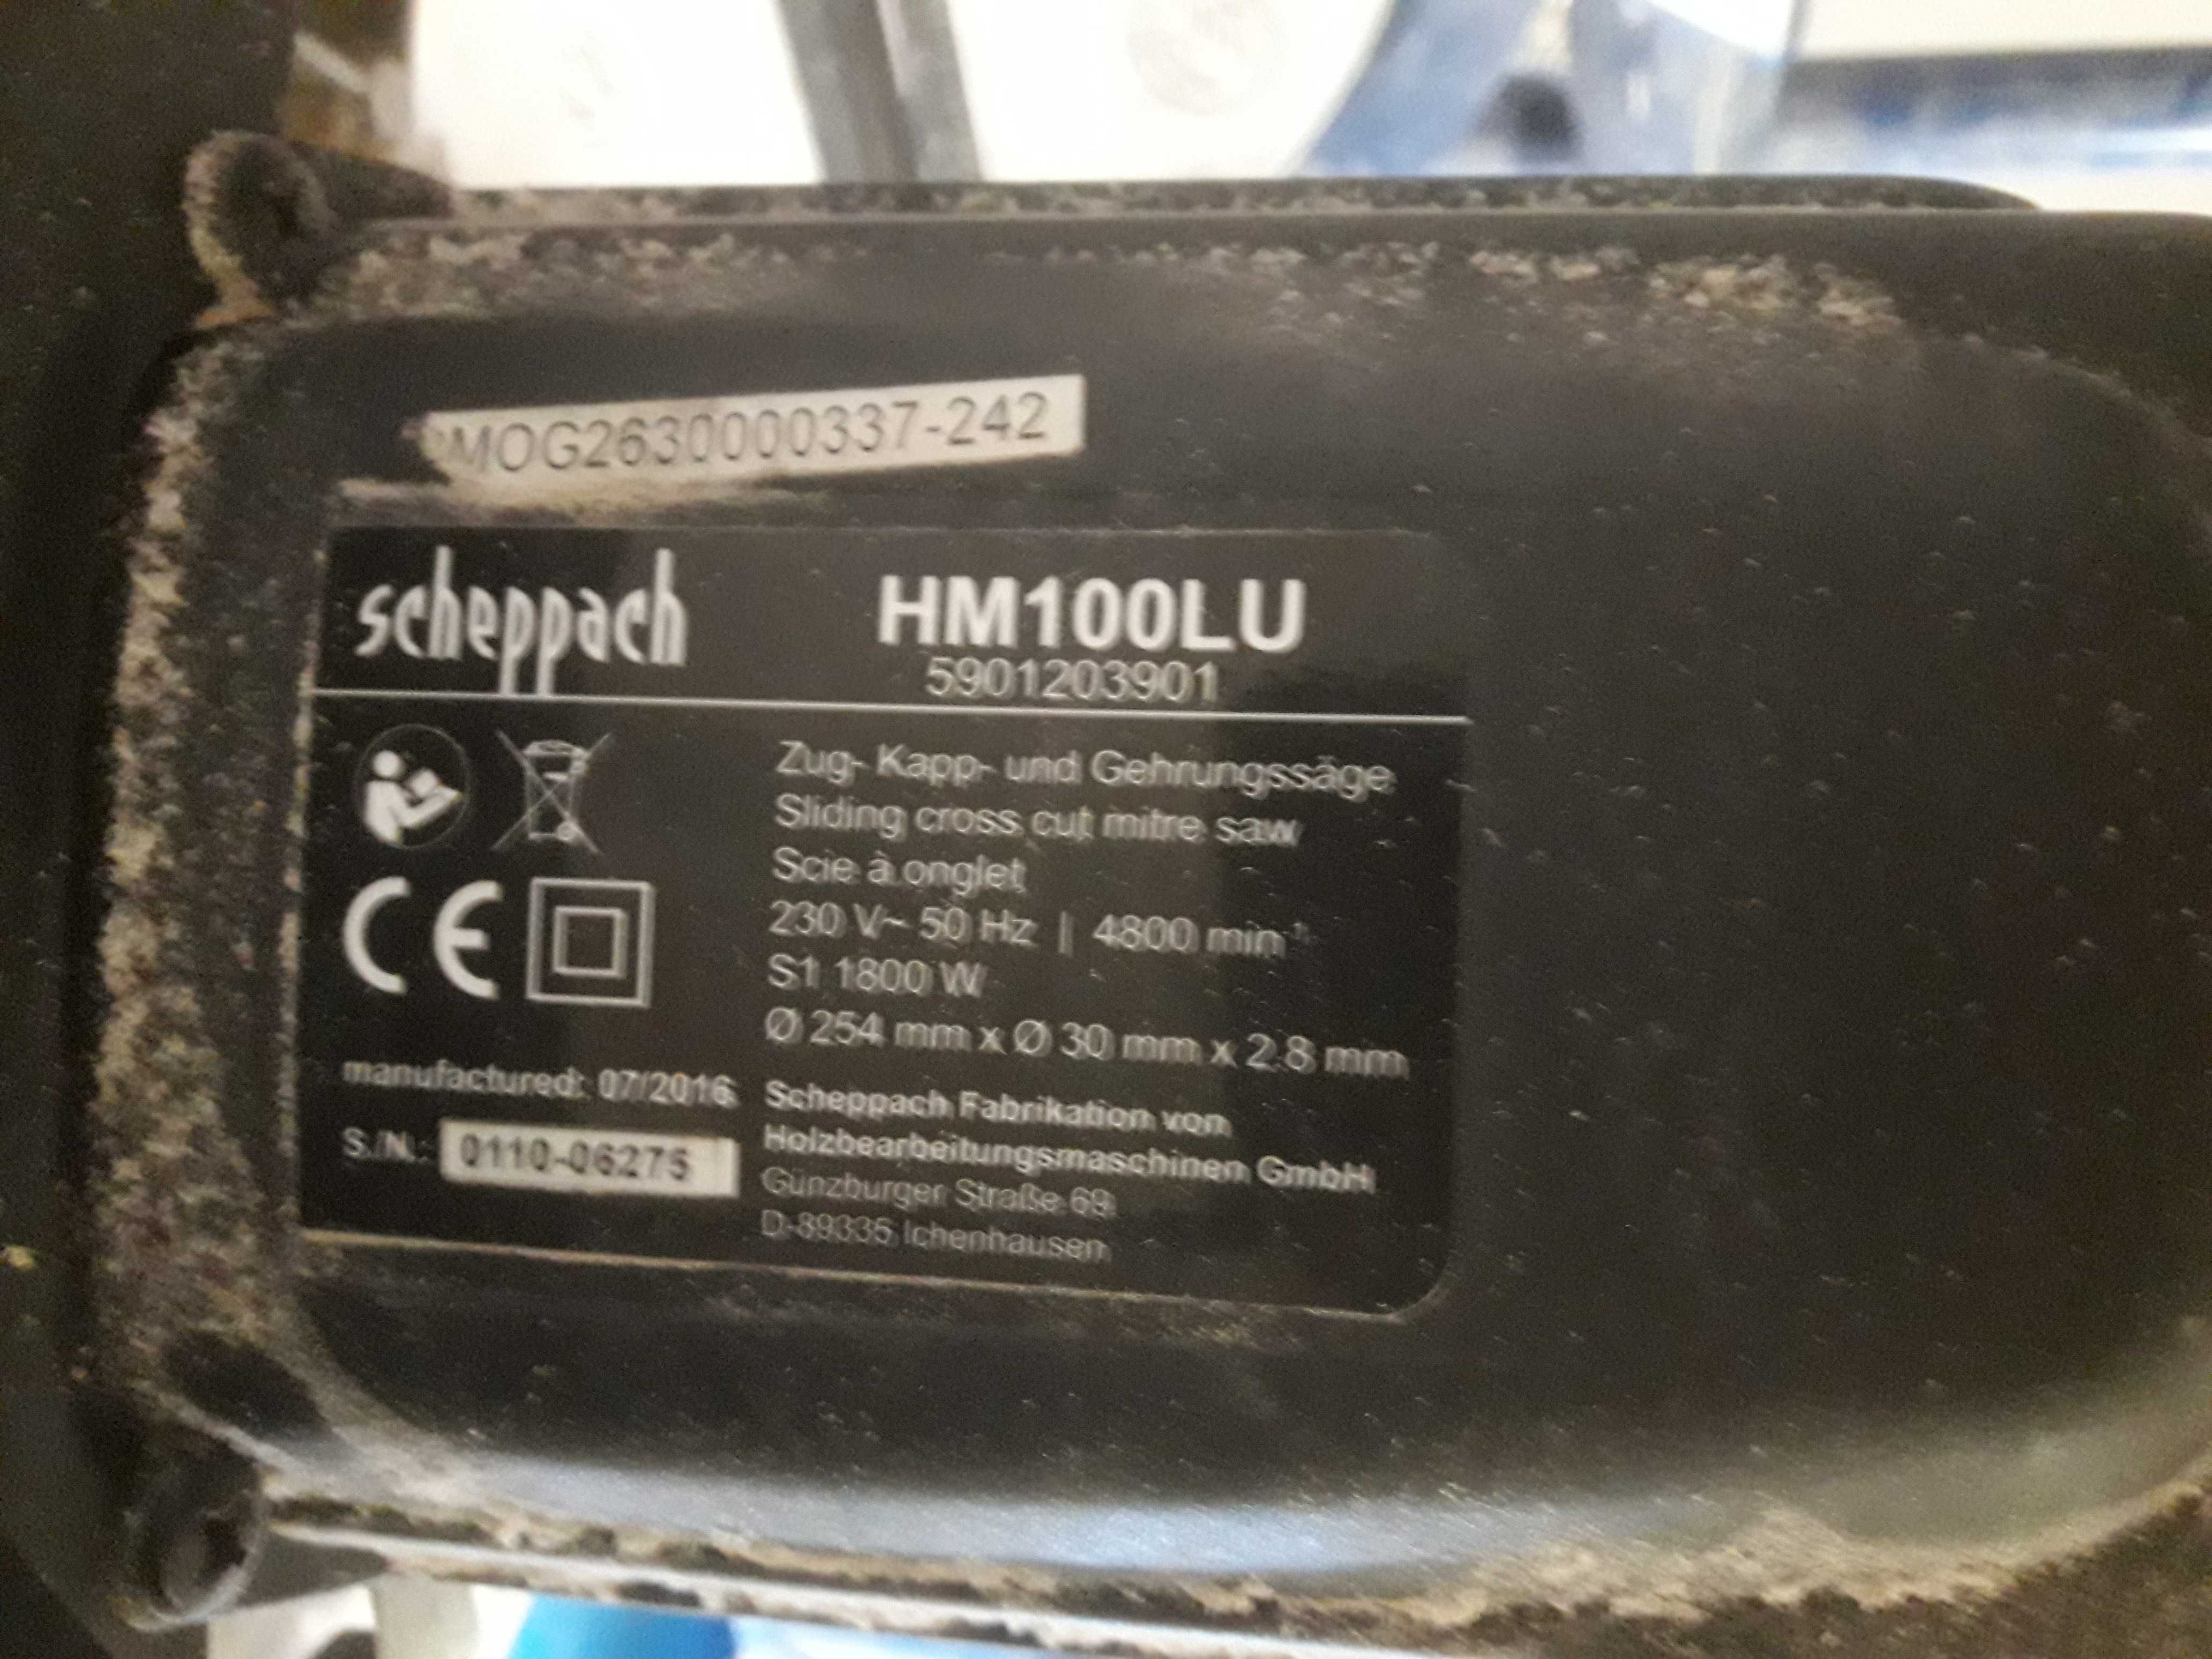 MOG2630000337-242
scheppach
HM100LU
5901203901
Zug- Kapp- und Gehrungssäge
Sliding cross cut mitre saw
Scie à onglet
230 V~ 50 Hz | 4800 min⁻¹
S1 1800 W
Ø 254 mm x Ø 30 mm x 2.8 mm
CE
manufactured: 07/2016
S./N.: 0110-06275
Scheppach Fabrikation von
Holzbearbeitungsmaschinen GmbH
Günzburger Straße 69
D-89335 Ichenhausen